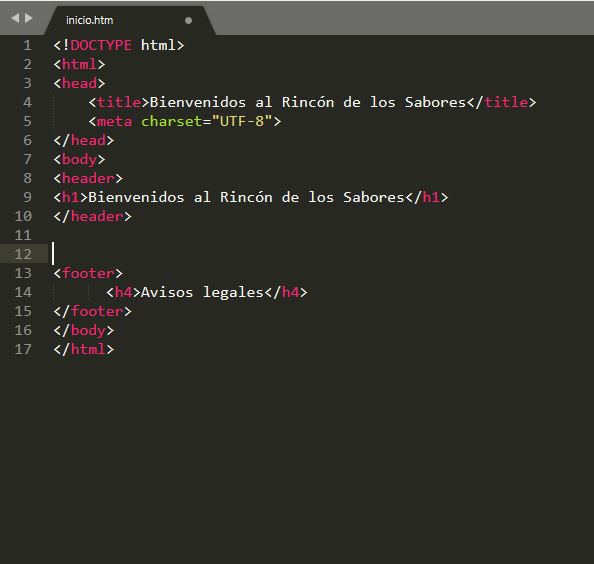 inicio.htm
1 <!DOCTYPE html>
2 <html>
3 <head>
4     <title>Bienvenidos al Rincón de los Sabores</title>
5     <meta charset="UTF-8">
6 </head>
7 <body>
8 <header>
9 <h1>Bienvenidos al Rincón de los Sabores</h1>
10 </header>
11
12
13 <footer>
14       <h4>Avisos legales</h4>
15 </footer>
16 </body>
17 </html>